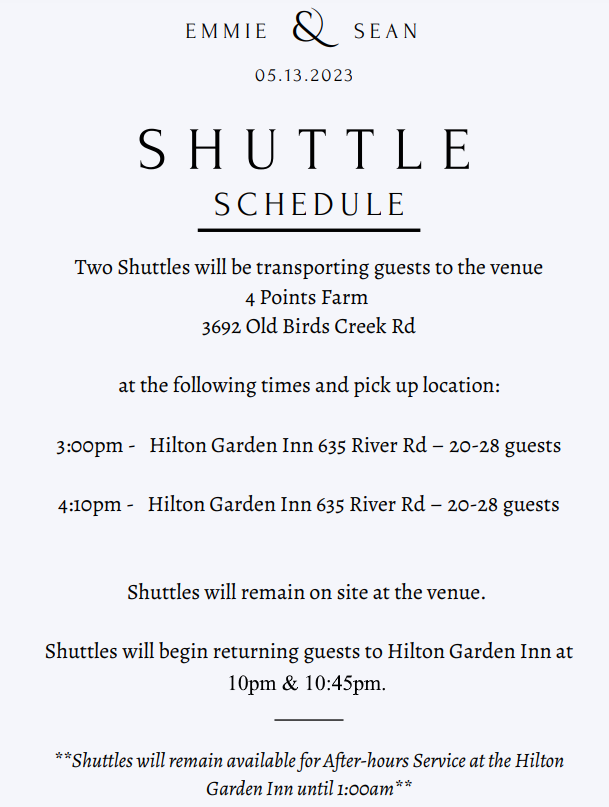 EMMIE & SEAN
05.13.2023
SHUTTLE
SCHEDULE
Two Shuttles will be transporting guests to the venue
4 Points Farm
3692 Old Birds Creek Rd
at the following times and pick up location:
3:00pm - Hilton Garden Inn 635 River Rd – 20-28 guests
4:10pm - Hilton Garden Inn 635 River Rd – 20-28 guests
Shuttles will remain on site at the venue.
Shuttles will begin returning guests to Hilton Garden Inn at
10pm & 10:45pm.
**Shuttles will remain available for After-hours Service at the Hilton
Garden Inn until 1:00am**